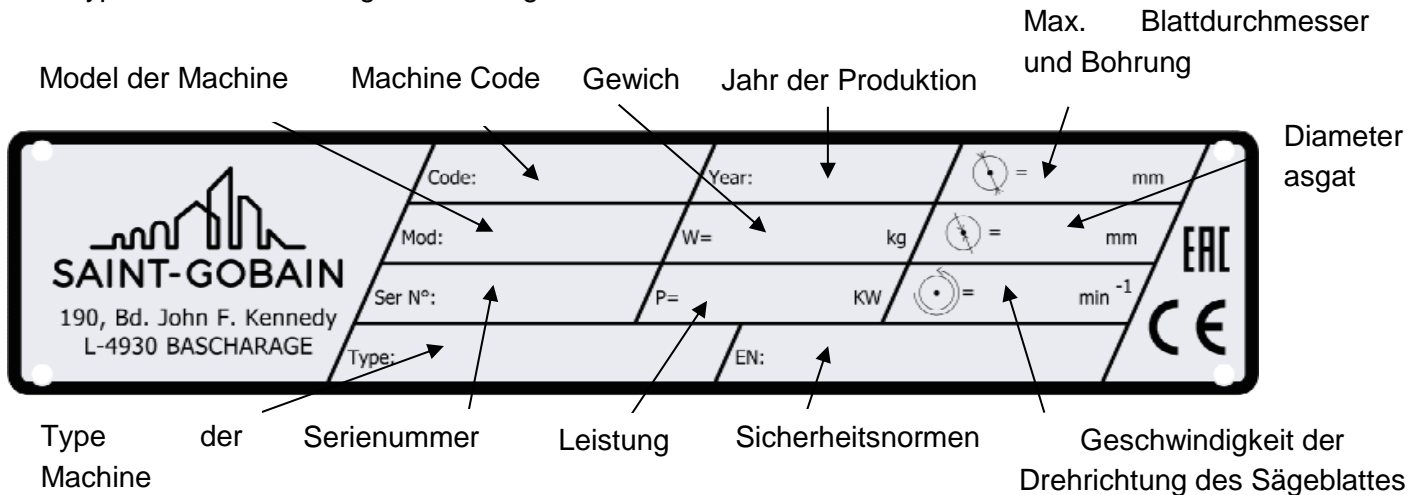 Max. Blattdurchmesser
und Bohrung
Model der Machine
Machine Code
Gewich
Jahr der Produktion
Diameter
asgat
Code:
Year:
= mm
Mod:
W= kg
= mm
SAINT-GOBAIN
EAC
Ser N°:
P= KW
= min -1
190, Bd. John F. Kennedy
L-4930 BASCHARAGE
Type:
EN:
CE
Type der
Machine
Serienummer
Leistung
Sicherheitsnormen
Geschwindigkeit der
Drehrichtung des Sägeblattes